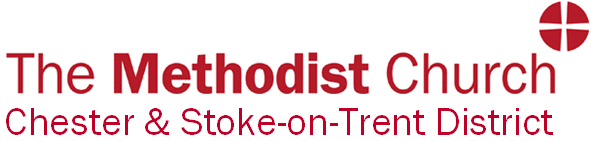 The Methodist Church
Chester & Stoke-on-Trent District